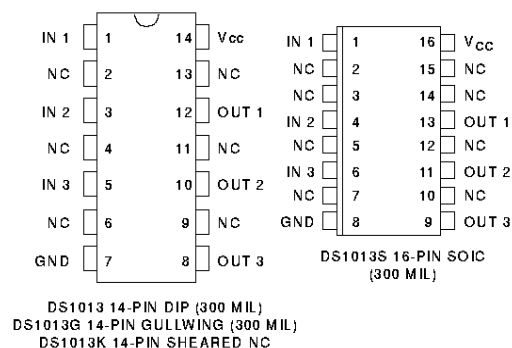 IN 1 1 14 VCC
NC 2 13 NC
IN 2 3 12 OUT 1
NC 4 11 NC
IN 3 5 10 OUT 2
NC 6 9 NC
GND 7 8 OUT 3
DS1013 14-PIN DIP (300 MIL)
DS1013G 14-PIN GULLWING (300 MIL)
DS1013K 14-PIN SHEARED NC
IN 1 1 16 VCC
NC 2 15 NC
NC 3 14 NC
IN 2 4 13 OUT 1
NC 5 12 NC
IN 3 6 11 OUT 2
NC 7 10 NC
GND 8 9 OUT 3
DS1013S 16-PIN SOIC
(300 MIL)